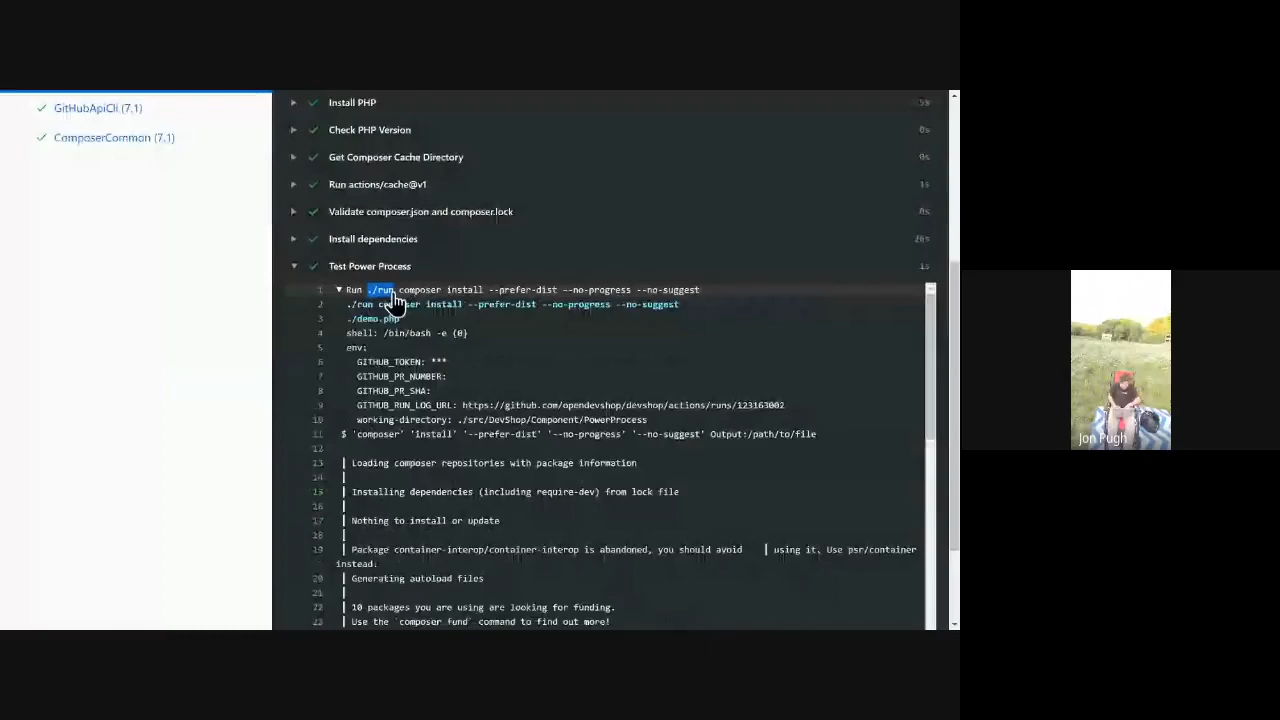 GitHubApiCli (7.1)
ComposerCommon (7.1)
Install PHP 5s
Check PHP Version 0s
Get Composer Cache Directory 0s
Run actions/cache@v1 1s
Validate composer.json and composer.lock 0s
Install dependencies 20s
Test Power Process 1s
1 Run ./run composer install --prefer-dist --no-progress --no-suggest
2 ./run composer install --prefer-dist --no-progress --no-suggest
3 ./demo.php
4 shell: /bin/bash -e {0}
5 env:
6 GITHUB_TOKEN: ***
7 GITHUB_PR_NUMBER:
8 GITHUB_PR_SHA:
9 GITHUB_RUN_LOG_URL: https://github.com/opendevshop/devshop/actions/runs/123163002
10 working-directory: ./src/DevShop/Component/PowerProcess
11 $ 'composer' 'install' '--prefer-dist' '--no-progress' '--no-suggest' Output:/path/to/file
12
13 | Loading composer repositories with package information
14 |
15 | Installing dependencies (including require-dev) from lock file
16 |
17 | Nothing to install or update
18 |
19 | Package container-interop/container-interop is abandoned, you should avoid | using it. Use psr/container
instead:
20 | Generating autoload files
21 |
22 | 10 packages you are using are looking for funding.
23 | Use the `composer fund` command to find out more!
Jon Pugh